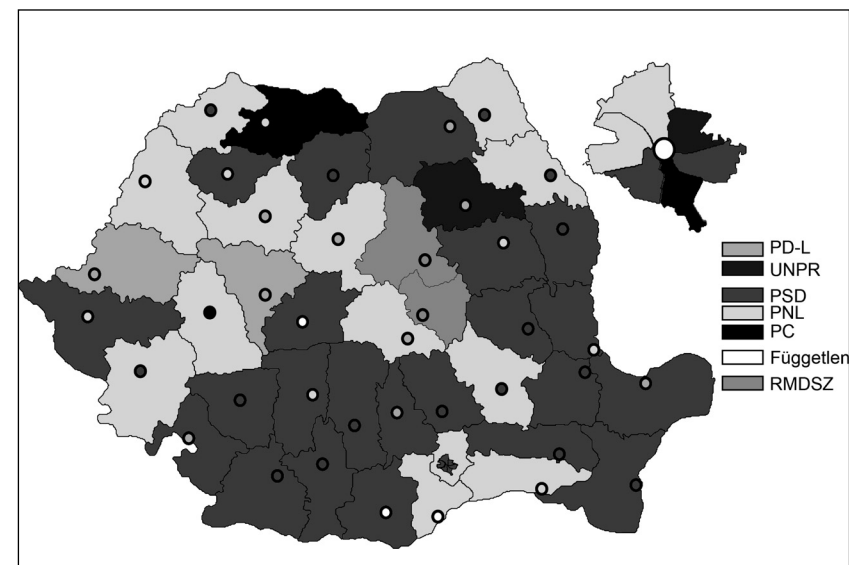 PD-L
UNPR
PSD
PNL
PC
Független
RMDSZ